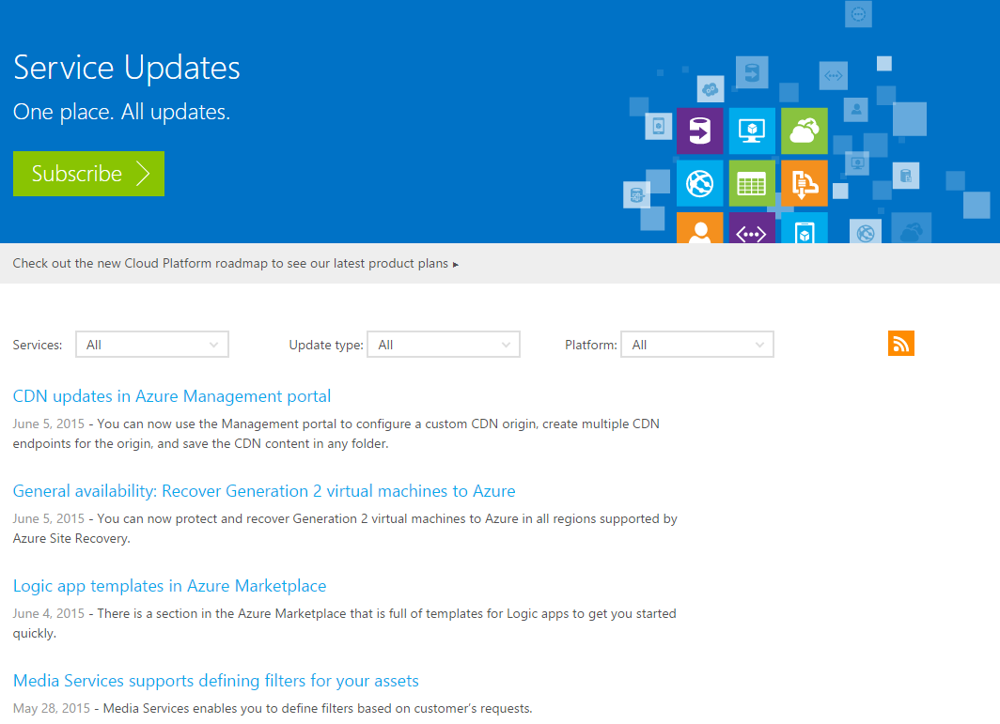 Service Updates
One place. All updates.
Subscribe
Check out the new Cloud Platform roadmap to see our latest product plans ▸
Services: All Update type: All Platform: All
CDN updates in Azure Management portal
June 5, 2015 - You can now use the Management portal to configure a custom CDN origin, create multiple CDN
endpoints for the origin, and save the CDN content in any folder.
General availability: Recover Generation 2 virtual machines to Azure
June 5, 2015 - You can now protect and recover Generation 2 virtual machines to Azure in all regions supported by
Azure Site Recovery.
Logic app templates in Azure Marketplace
June 4, 2015 - There is a section in the Azure Marketplace that is full of templates for Logic apps to get you started
quickly.
Media Services supports defining filters for your assets
May 28, 2015 - Media Services enables you to define filters based on customer's requests.